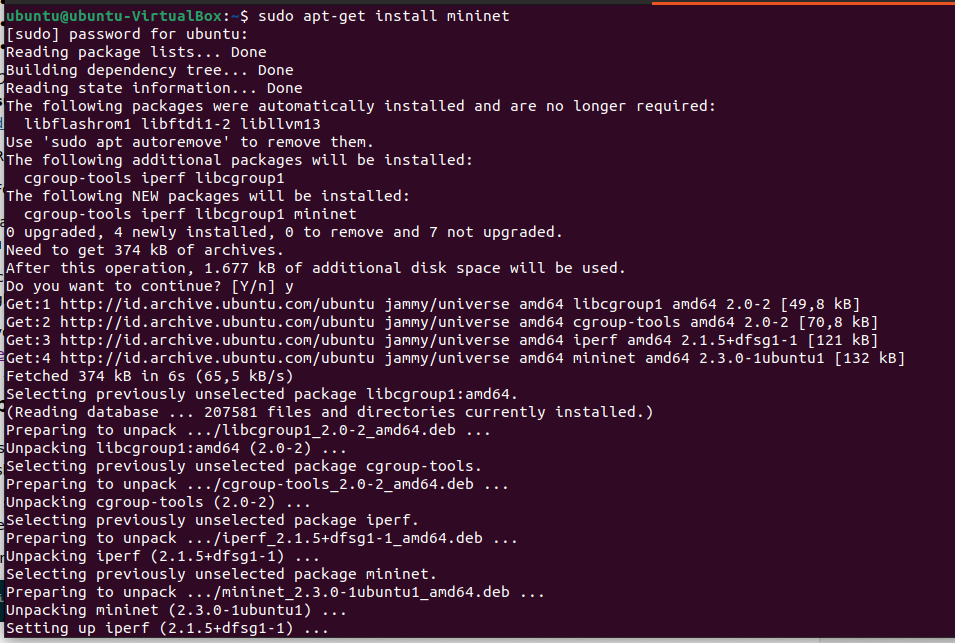 ubuntu@ubuntu-VirtualBox:~$ sudo apt-get install mininet
[sudo] password for ubuntu:
Reading package lists... Done
Building dependency tree... Done
Reading state information... Done
The following packages were automatically installed and are no longer required:
  libflashrom1 libftdi1-2 libllvm13
Use 'sudo apt autoremove' to remove them.
The following additional packages will be installed:
  cgroup-tools iperf libcgroup1
The following NEW packages will be installed:
  cgroup-tools iperf libcgroup1 mininet
0 upgraded, 4 newly installed, 0 to remove and 7 not upgraded.
Need to get 374 kB of archives.
After this operation, 1.677 kB of additional disk space will be used.
Do you want to continue? [Y/n] y
Get:1 http://id.archive.ubuntu.com/ubuntu jammy/universe amd64 libcgroup1 amd64 2.0-2 [49,8 kB]
Get:2 http://id.archive.ubuntu.com/ubuntu jammy/universe amd64 cgroup-tools amd64 2.0-2 [70,8 kB]
Get:3 http://id.archive.ubuntu.com/ubuntu jammy/universe amd64 iperf amd64 2.1.5+dfsg1-1 [121 kB]
Get:4 http://id.archive.ubuntu.com/ubuntu jammy/universe amd64 mininet amd64 2.3.0-1ubuntu1 [132 kB]
Fetched 374 kB in 6s (65,5 kB/s)
Selecting previously unselected package libcgroup1:amd64.
(Reading database ... 207581 files and directories currently installed.)
Preparing to unpack .../libcgroup1_2.0-2_amd64.deb ...
Unpacking libcgroup1:amd64 (2.0-2) ...
Selecting previously unselected package cgroup-tools.
Preparing to unpack .../cgroup-tools_2.0-2_amd64.deb ...
Unpacking cgroup-tools (2.0-2) ...
Selecting previously unselected package iperf.
Preparing to unpack .../iperf_2.1.5+dfsg1-1_amd64.deb ...
Unpacking iperf (2.1.5+dfsg1-1) ...
Selecting previously unselected package mininet.
Preparing to unpack .../mininet_2.3.0-1ubuntu1_amd64.deb ...
Unpacking mininet (2.3.0-1ubuntu1) ...
Setting up iperf (2.1.5+dfsg1-1) ...